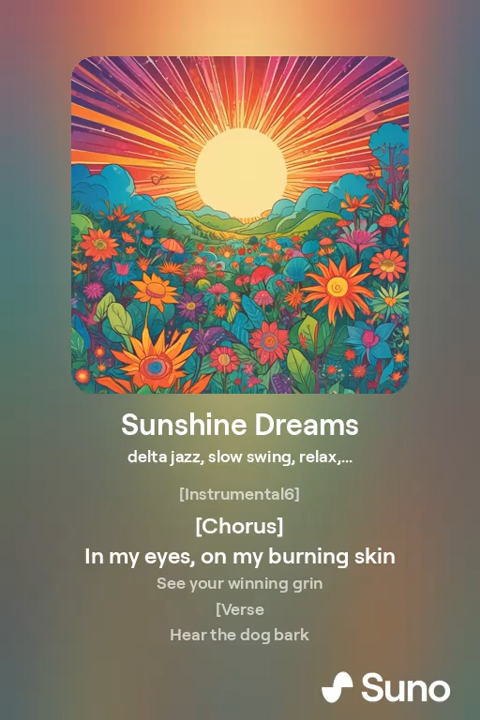 Sunshine Dreams
delta jazz, slow swing, relax,...
[Instrumental6]
[Chorus]
In my eyes, on my burning skin
See your winning grin
[Verse
Hear the dog bark
Suno